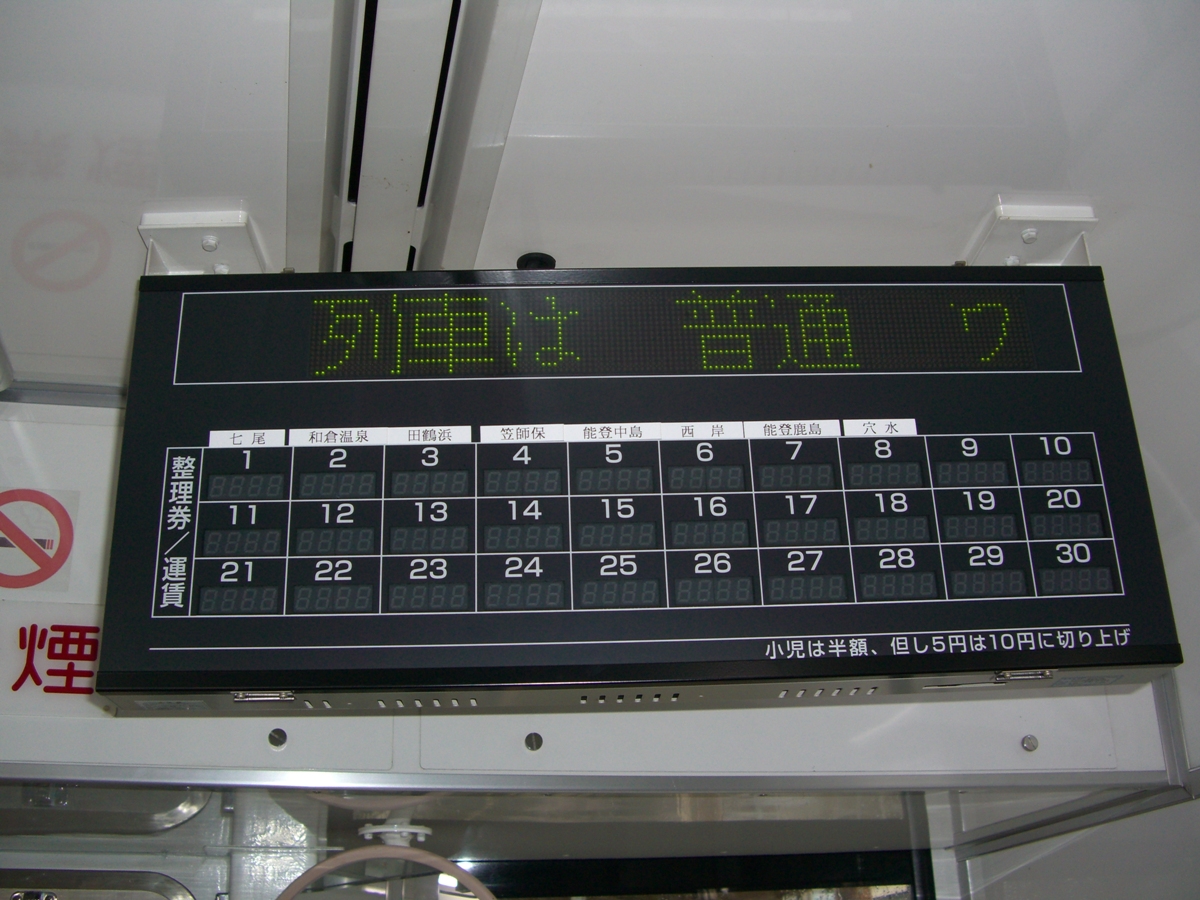 列車は 普通 ワ
七尾 和倉温泉 田鶴浜 笠師保 能登中島 西岸 能登鹿島 穴水
整理券/運賃
1 2 3 4 5 6 7 8 9 10
11 12 13 14 15 16 17 18 19 20
21 22 23 24 25 26 27 28 29 30
小児は半額、但し5円は10円に切り上げ
煙